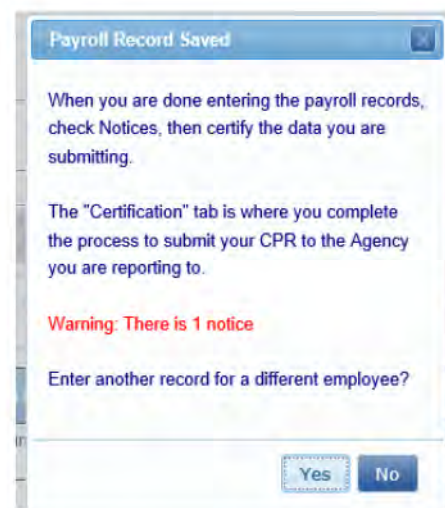 Payroll Record Saved
When you are done entering the payroll records,
check Notices, then certify the data you are
submitting.
The "Certification" tab is where you complete
the process to submit your CPR to the Agency
you are reporting to.
Warning: There is 1 notice
Enter another record for a different employee?
Yes No